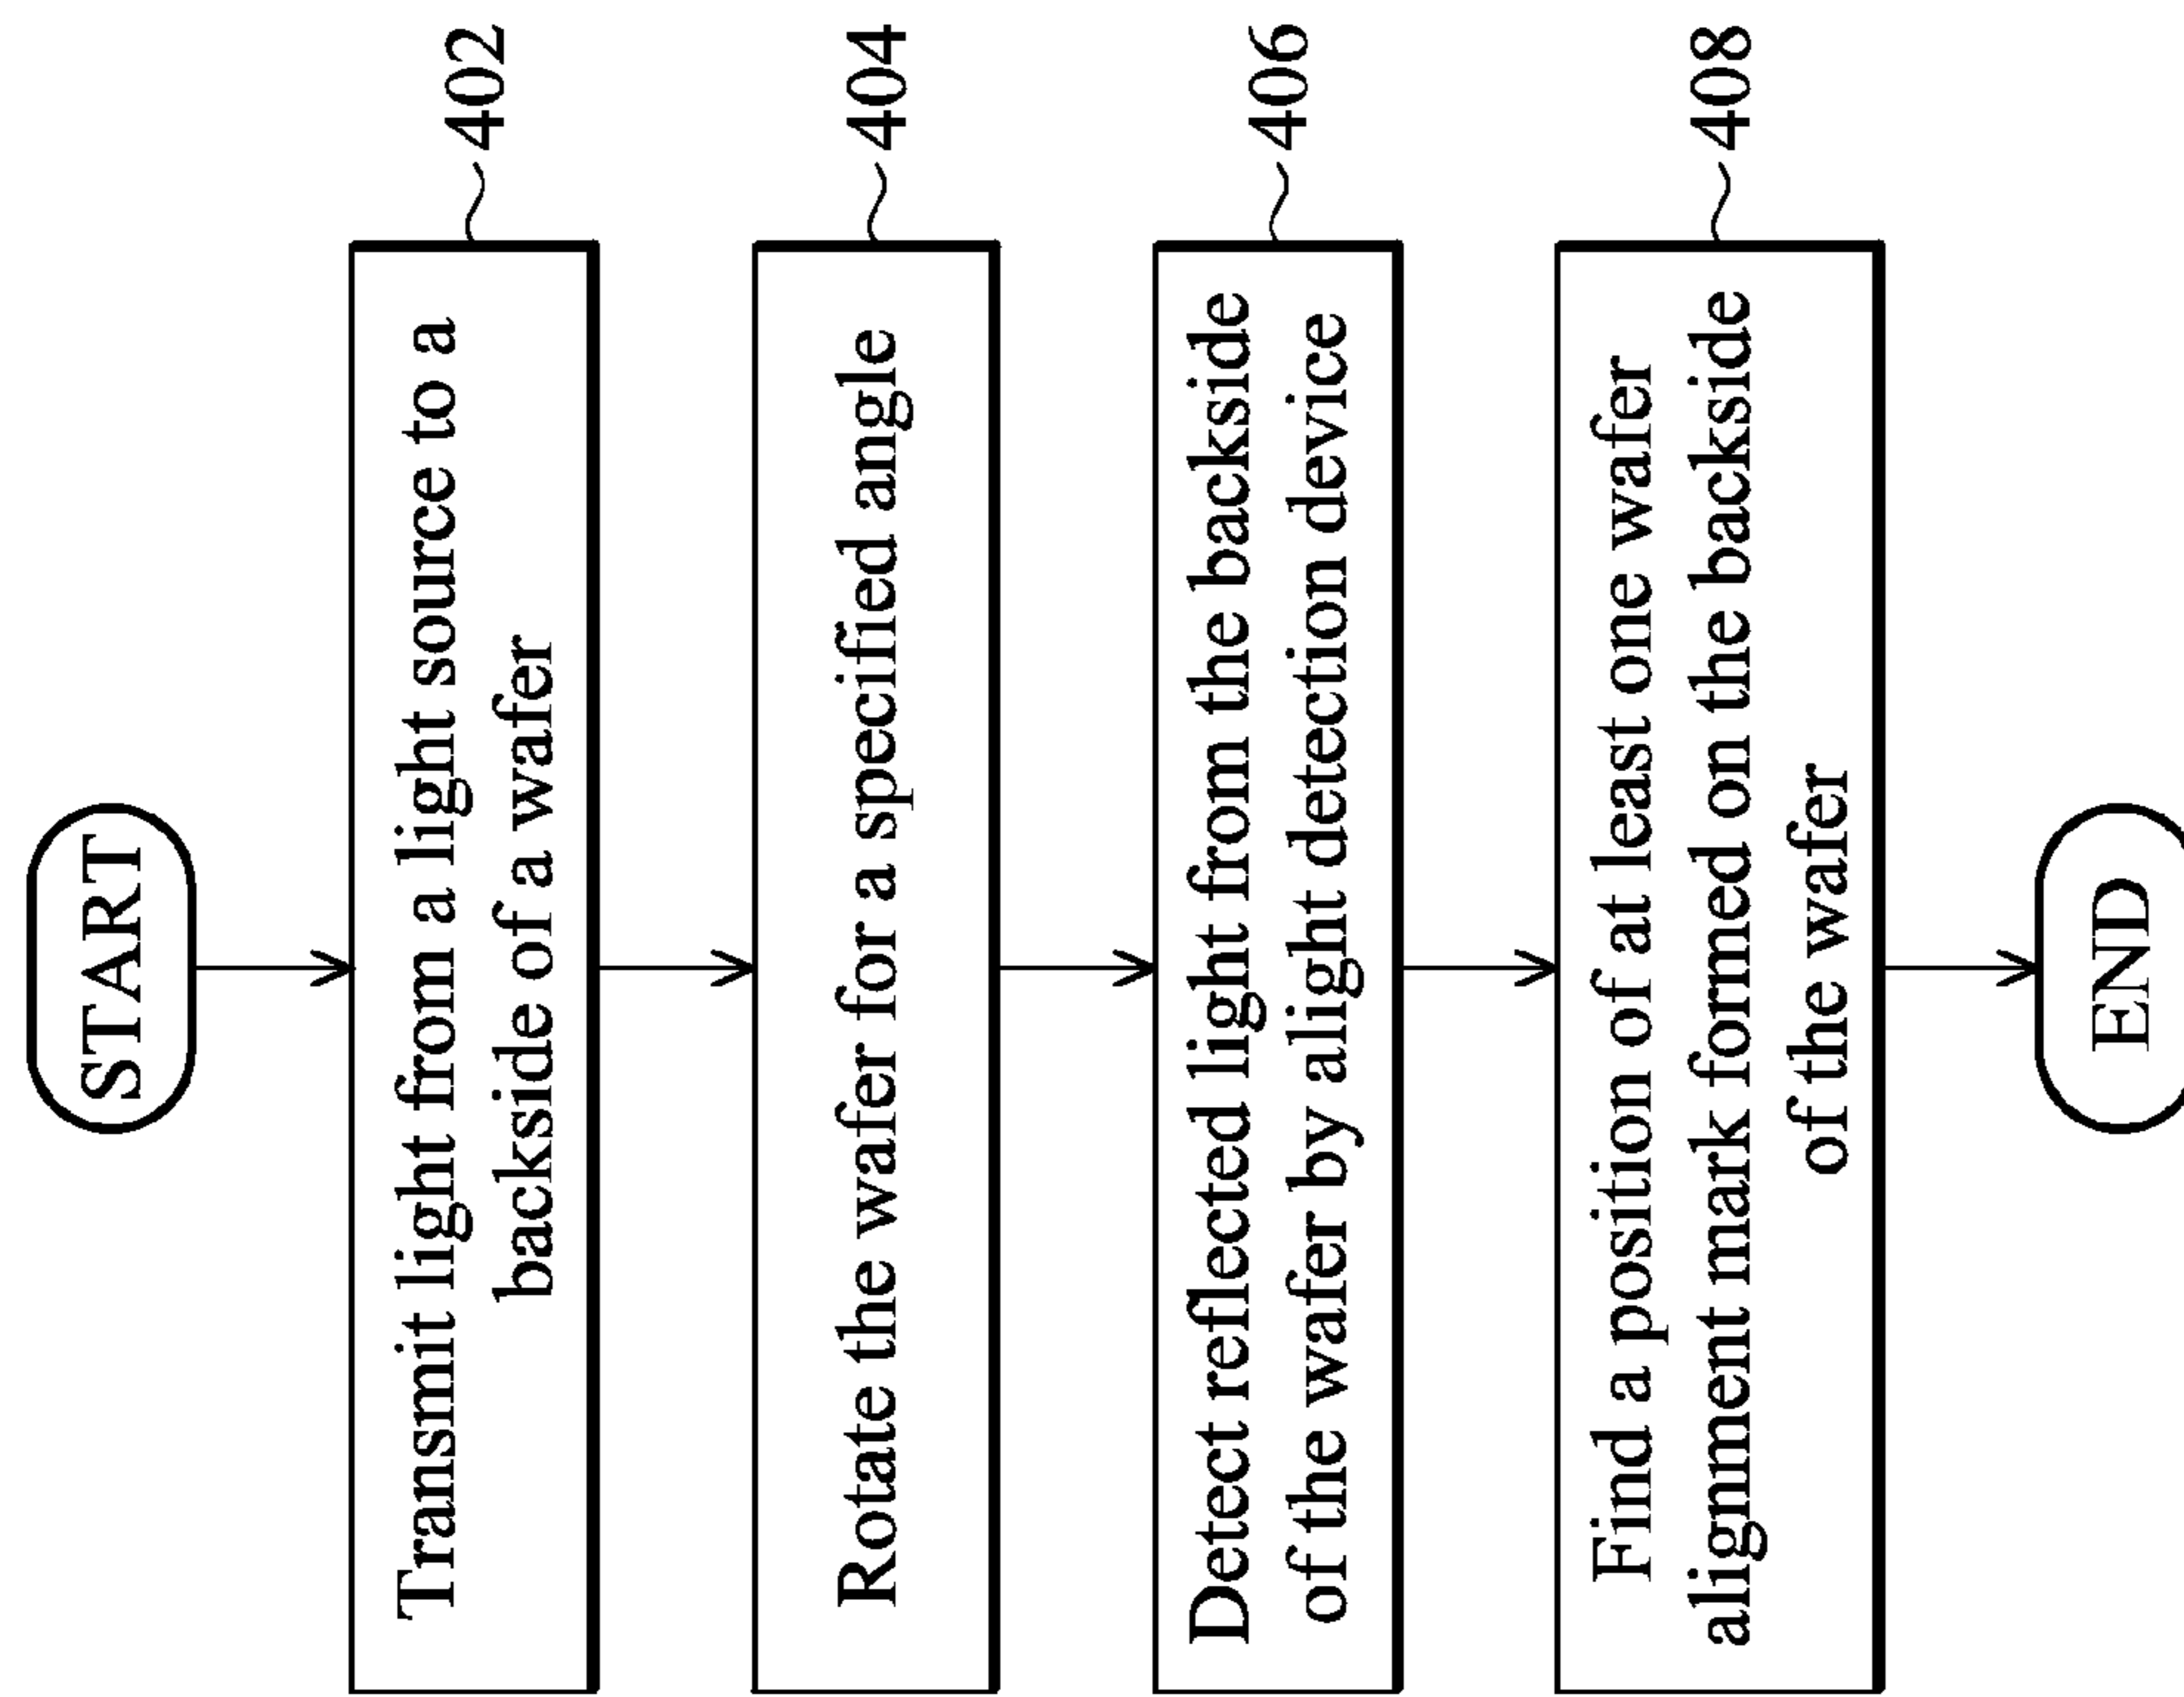 START
Transmit light from a light source to a
backside of a wafer
402
Rotate the wafer for a specified angle
404
Detect reflected light from the backside
of the wafer by alight detection device
406
Find a position of at least one wafer
alignment mark formed on the backside
of the wafer
408
END